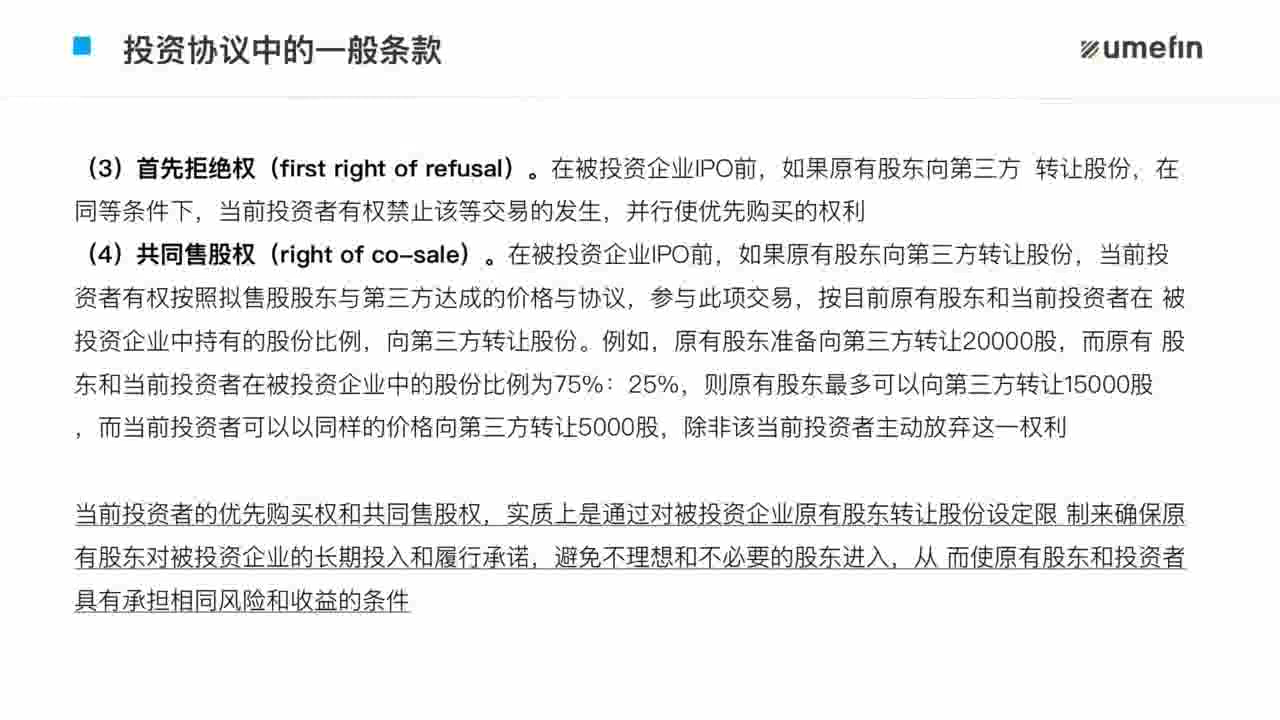 投资协议中的一般条款
umefin
（3）首先拒绝权（first right of refusal）。在被投资企业IPO前，如果原有股东向第三方 转让股份，在
同等条件下，当前投资者有权禁止该等交易的发生，并行使优先购买的权利
（4）共同售股权（right of co-sale）。在被投资企业IPO前，如果原有股东向第三方转让股份，当前投
资者有权按照拟售股股东与第三方达成的价格与协议，参与此项交易，按目前原有股东和当前投资者在 被
投资企业中持有的股份比例，向第三方转让股份。例如，原有股东准备向第三方转让20000股，而原有 股
东和当前投资者在被投资企业中的股份比例为75%：25%，则原有股东最多可以向第三方转让15000股
，而当前投资者可以以同样的价格向第三方转让5000股，除非该当前投资者主动放弃这一权利
当前投资者的优先购买权和共同售股权，实质上是通过对被投资企业原有股东转让股份设定限 制来确保原
有股东对被投资企业的长期投入和履行承诺，避免不理想和不必要的股东进入，从 而使原有股东和投资者
具有承担相同风险和收益的条件